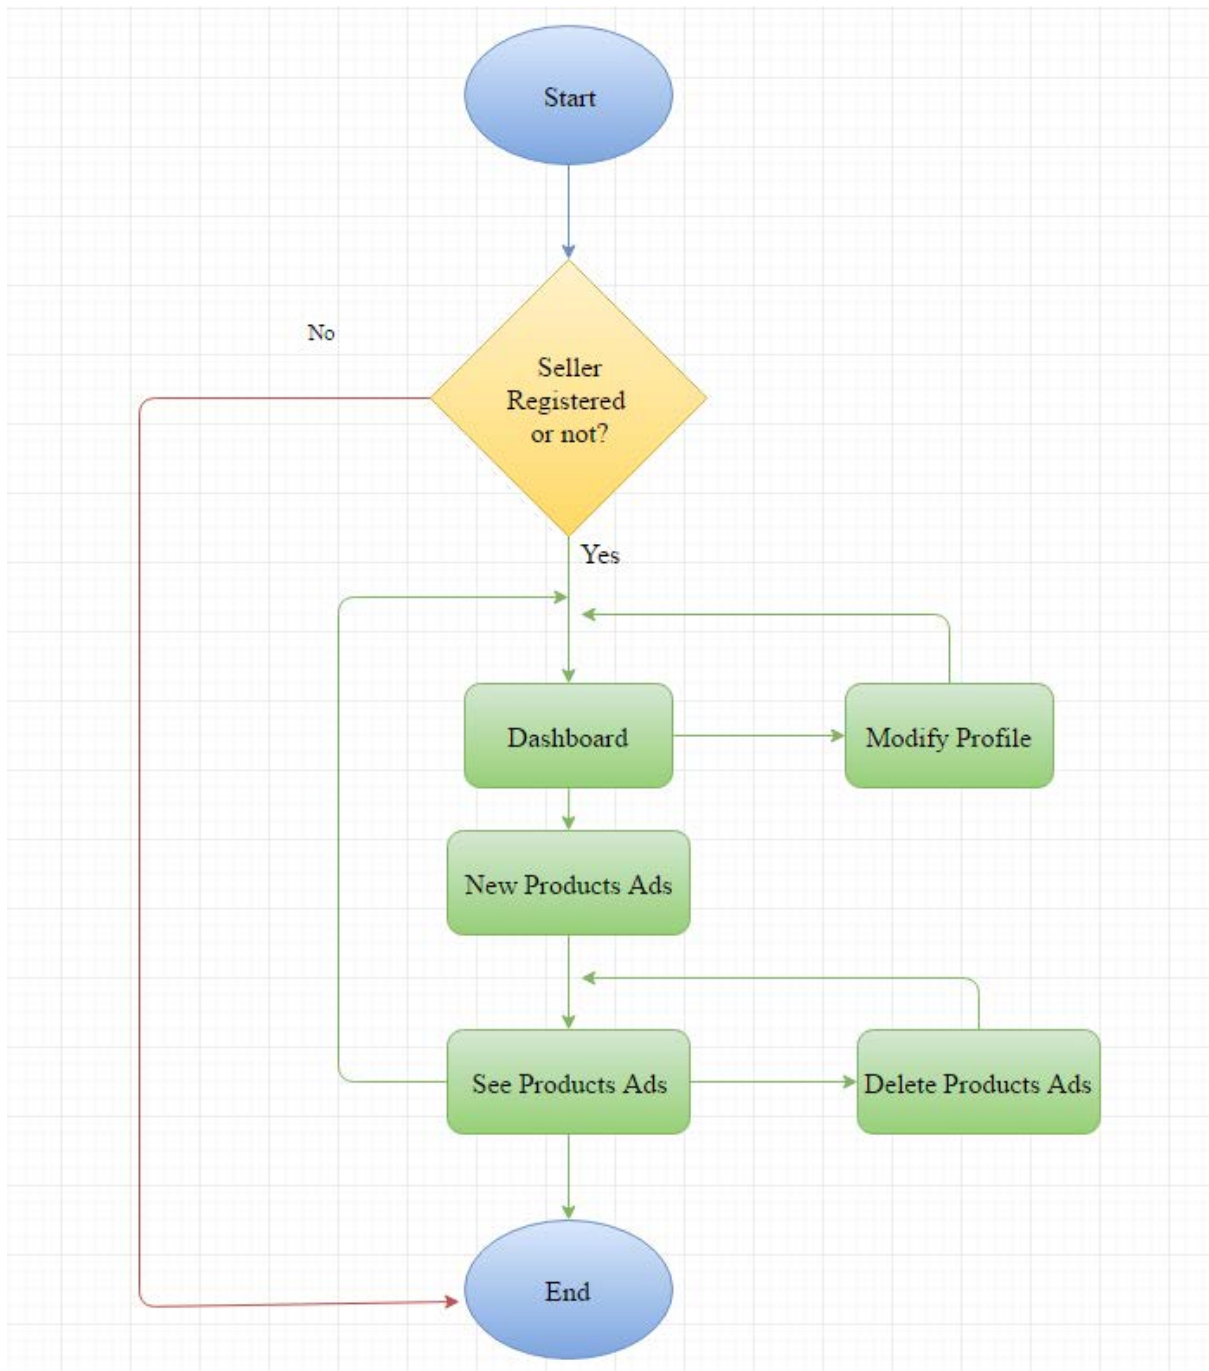 Start
No
Seller
Registered
or not?
Yes
Dashboard
Modify Profile
New Products Ads
See Products Ads
Delete Products Ads
End